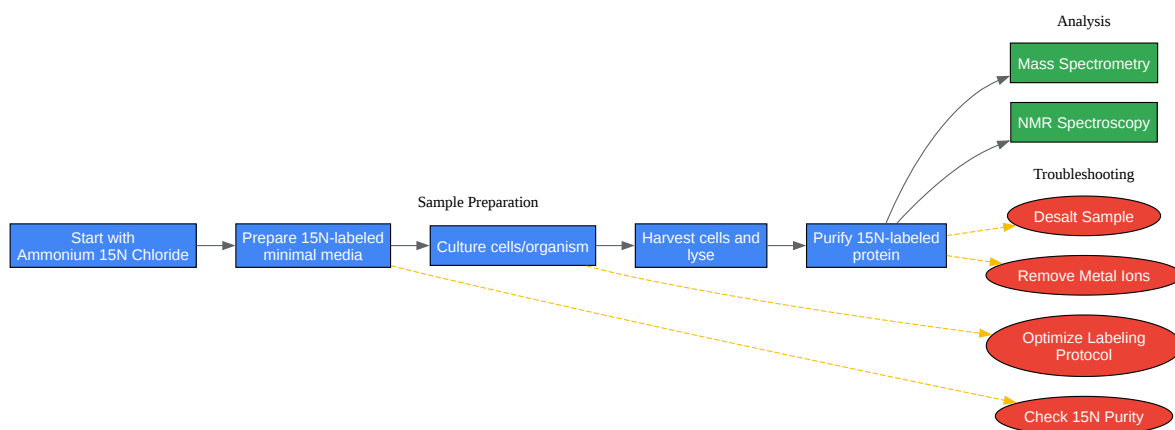 Analysis
Mass Spectrometry
NMR Spectroscopy
Troubleshooting
Sample Preparation
Start with
Ammonium 15N Chloride
Prepare 15N-labeled
minimal media
Culture cells/organism
Harvest cells and
lyse
Purify 15N-labeled
protein
Desalt Sample
Remove Metal Ions
Optimize Labeling
Protocol
Check 15N Purity